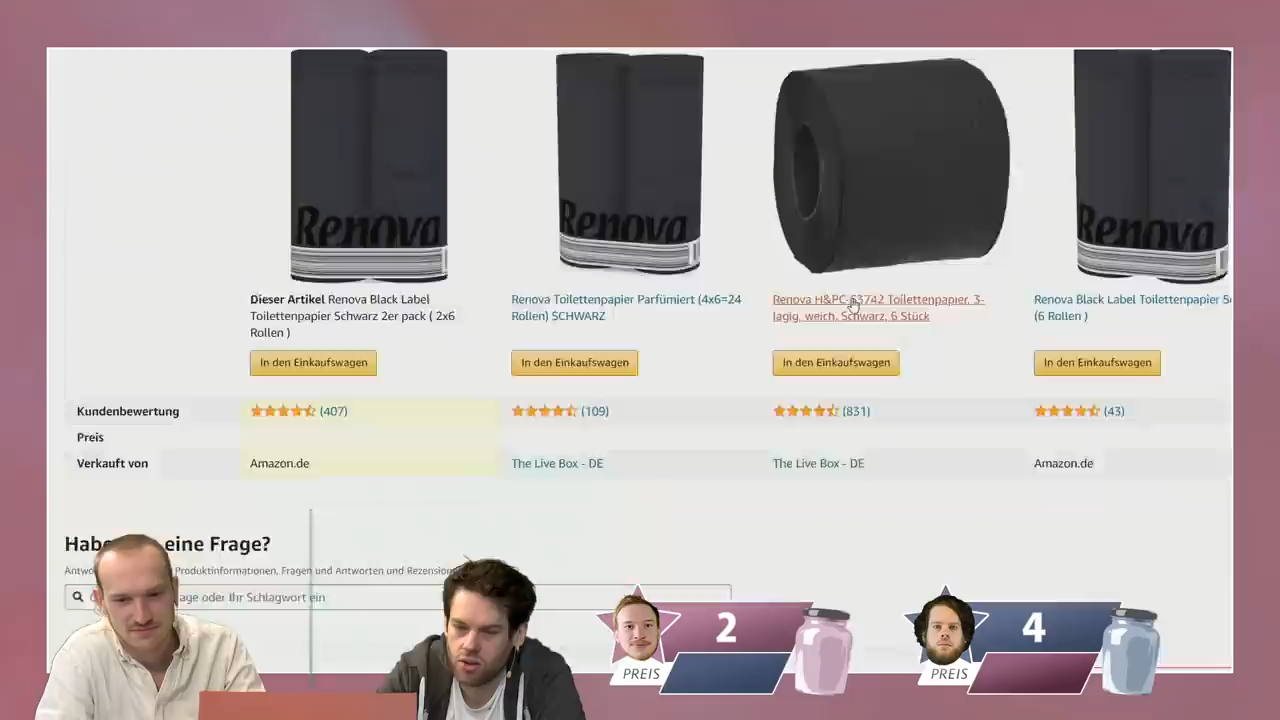 Renova
Renova
Renova
Dieser Artikel Renova Black Label
Toilettenpapier Schwarz 2er pack ( 2x6
Rollen )
Renova Toilettenpapier Parfümiert (4x6=24
Rollen) SCHWARZ
Renova H&PC-63742 Toilettenpapier, 3-
lagig, weich, Schwarz, 6 Stück
Renova Black Label Toilettenpapier
(6 Rollen )
In den Einkaufswagen
In den Einkaufswagen
In den Einkaufswagen
In den Einkaufswagen
Kundenbewertung
(407)
(109)
(831)
(43)
Preis
Verkauft von
Amazon.de
The Live Box - DE
The Live Box - DE
Amazon.de
eine Frage?
Produktinformationen, Fragen und Antworten und
oder Ihr Schlagwort ein
2
4
PREIS
PREIS